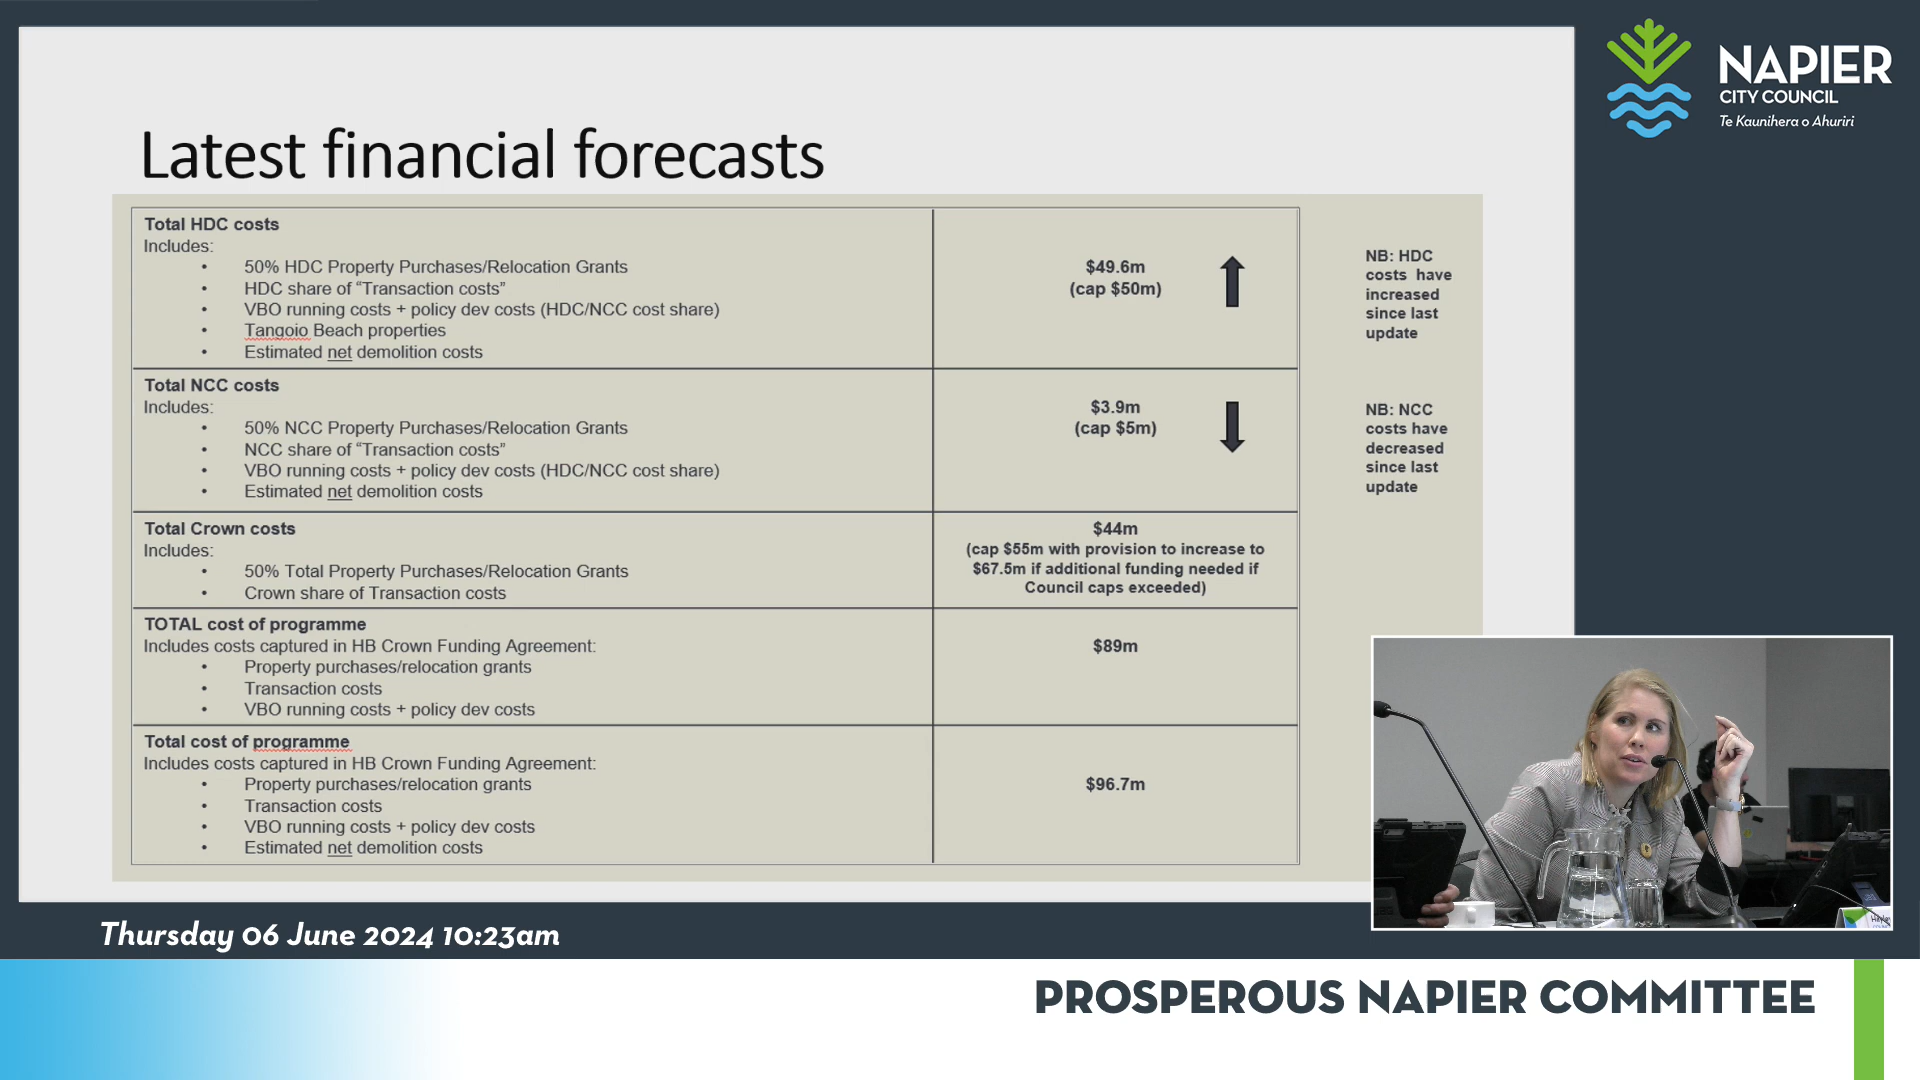 NAPIER
CITY COUNCIL
Te Kaunihera o Ahuriri
Latest financial forecasts
Total HDC costs
Includes:
• 50% HDC Property Purchases/Relocation Grants
• HDC share of “Transaction costs”
• VBO running costs + policy dev costs (HDC/NCC cost share)
• Tangoio Beach properties
• Estimated net demolition costs
$49.6m
(cap $50m)
NB: HDC
costs have
increased
since last
update
Total NCC costs
Includes:
• 50% NCC Property Purchases/Relocation Grants
• NCC share of “Transaction costs”
• VBO running costs + policy dev costs (HDC/NCC cost share)
• Estimated net demolition costs
$3.9m
(cap $5m)
NB: NCC
costs have
decreased
since last
update
Total Crown costs
Includes:
• 50% Total Property Purchases/Relocation Grants
• Crown share of Transaction costs
$44m
(cap $55m with provision to increase to
$67.5m if additional funding needed if
Council caps exceeded)
TOTAL cost of programme
Includes costs captured in HB Crown Funding Agreement:
• Property purchases/relocation grants
• Transaction costs
• VBO running costs + policy dev costs
$89m
Total cost of programme
Includes costs captured in HB Crown Funding Agreement:
• Property purchases/relocation grants
• Transaction costs
• VBO running costs + policy dev costs
• Estimated net demolition costs
$96.7m
Thursday 06 June 2024 10:23am
PROSPEROUS NAPIER COMMITTEE